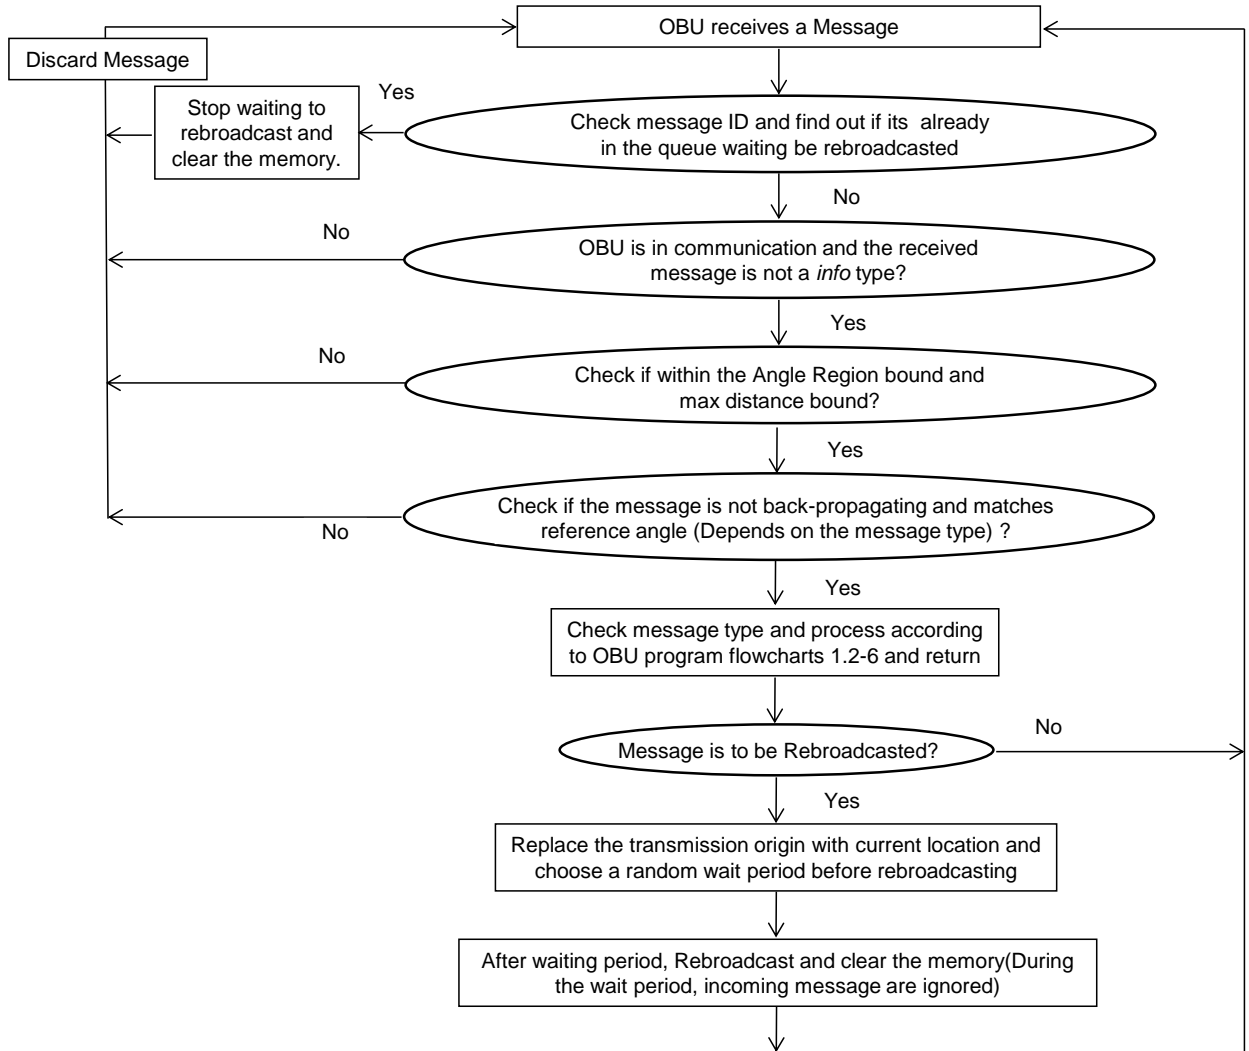 OBU receives a Message
Discard Message
Yes
Stop waiting to
rebroadcast and
clear the memory.
Check message ID and find out if its already
in the queue waiting be rebroadcasted
No
No
OBU is in communication and the received
message is not a info type?
Yes
No
Check if within the Angle Region bound and
max distance bound?
Yes
Check if the message is not back-propagating and matches
reference angle (Depends on the message type) ?
No
Yes
Check message type and process according
to OBU program flowcharts 1.2-6 and return
No
Message is to be Rebroadcasted?
Yes
Replace the transmission origin with current location and
choose a random wait period before rebroadcasting
After waiting period, Rebroadcast and clear the memory(During
the wait period, incoming message are ignored)